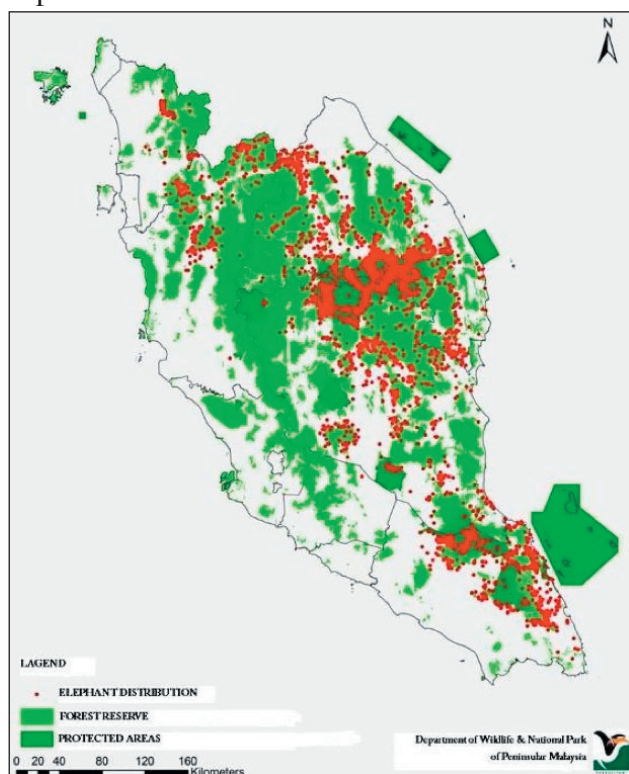 N
LAGEND
ELEPHANT DISTRIBUTION
FOREST RESERVE
PROTECTED AREAS
0 20 40 80 120 160
Kilometers
Department of Wildlife & National Park
of Peninsular Malaysia